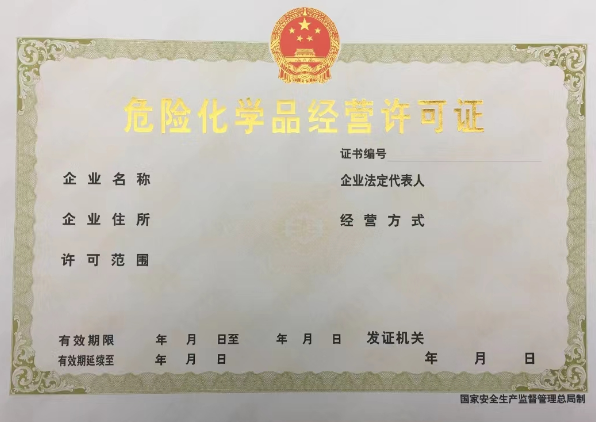 危险化学品经营许可证
证书编号
企业名称 企业法定代表人
企业住所 经营方式
许可范围
有效期限 年 月 日至 年 月 日 发证机关
有效期延续至 年 月 日 年 月 日
国家安全生产监督管理总局制